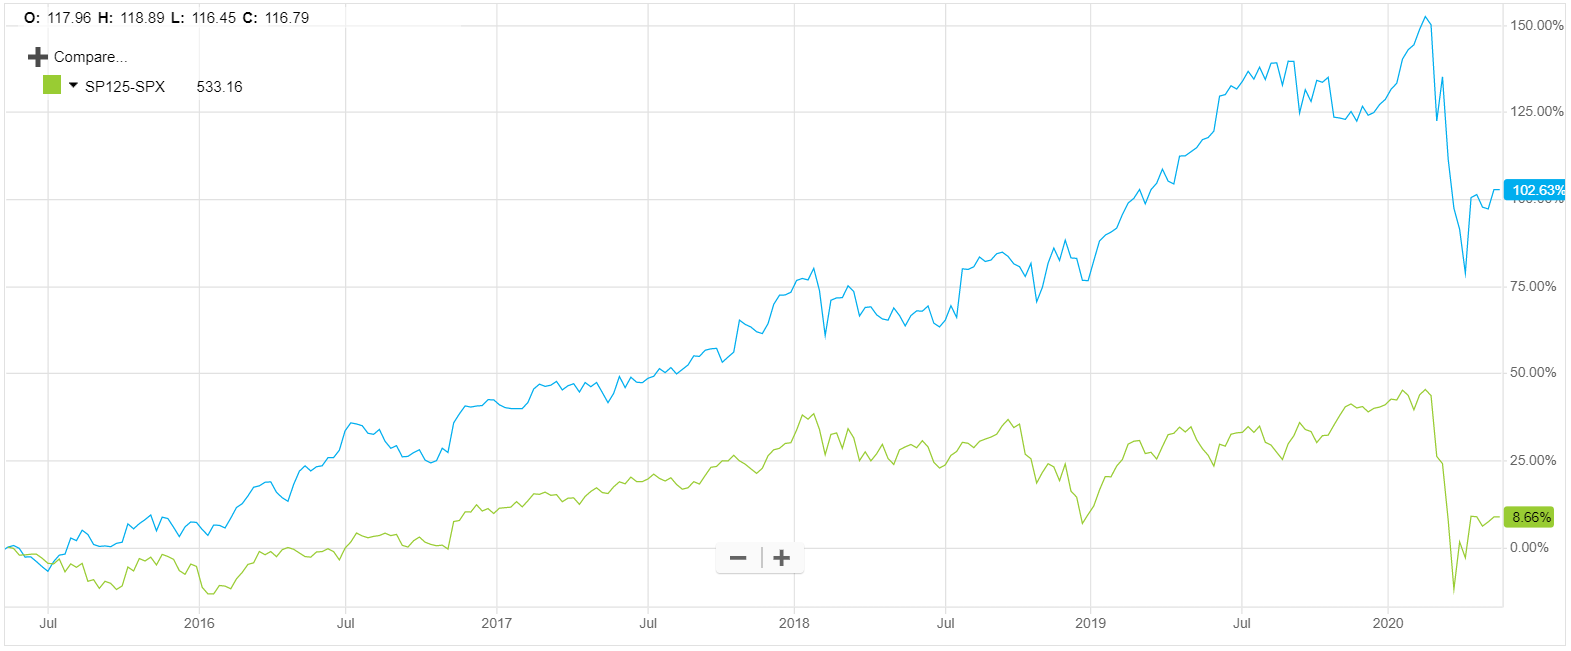 O: 117.96 H: 118.89 L: 116.45 C: 116.79
Compare...
SP125-SPX 533.16
150.00%
125.00%
102.63%
100.00%
75.00%
50.00%
25.00%
8.66%
0.00%
Jul 2016 Jul 2017 Jul 2018 Jul 2019 Jul 2020